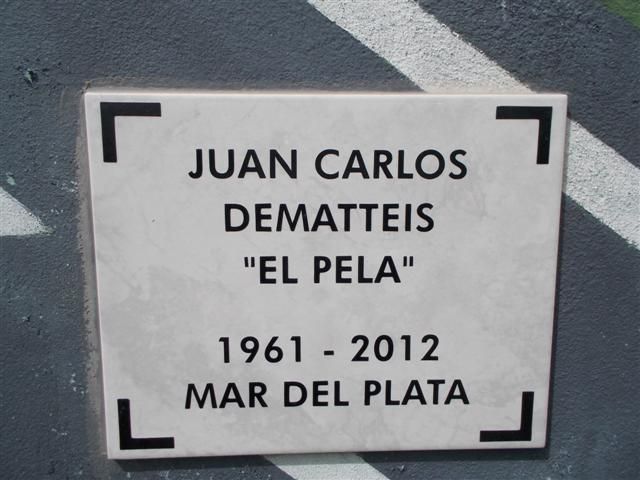 JUAN CARLOS
DEMATTEIS
"EL PELA"
1961 - 2012
MAR DEL PLATA